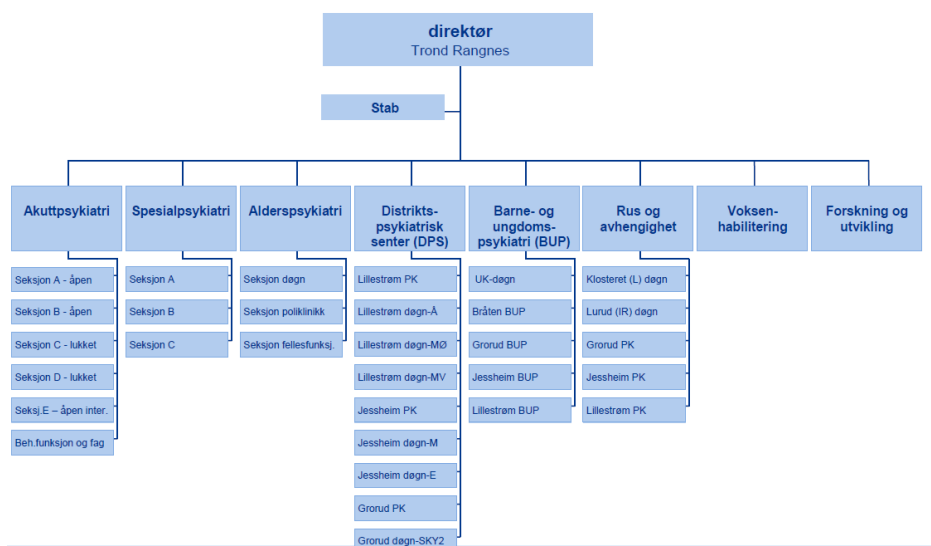 direktør
Trond Rangnes
Stab
Akuttpsykiatri
Spesialpsykiatri
Alderspsykiatri
Distrikts-
psykiatrisk
senter (DPS)
Barne- og
ungdoms-
psykiatri (BUP)
Rus og
avhengighet
Voksen-
habilitering
Forskning og
utvikling
Seksjon A - åpen
Seksjon B - åpen
Seksjon C - lukket
Seksjon D - lukket
Seksj.E – åpen inter.
Beh.funksjon og fag
Seksjon A
Seksjon B
Seksjon C
Seksjon døgn
Seksjon poliklinikk
Seksjon fellesfunksj.
Lillestrøm PK
Lillestrøm døgn-Å
Lillestrøm døgn-MØ
Lillestrøm døgn-MV
Jessheim PK
Jessheim døgn-M
Jessheim døgn-E
Grorud PK
Grorud døgn-SKY2
UK-døgn
Bråten BUP
Grorud BUP
Jessheim BUP
Lillestrøm BUP
Klosteret (L) døgn
Lurud (IR) døgn
Grorud PK
Jessheim PK
Lillestrøm PK